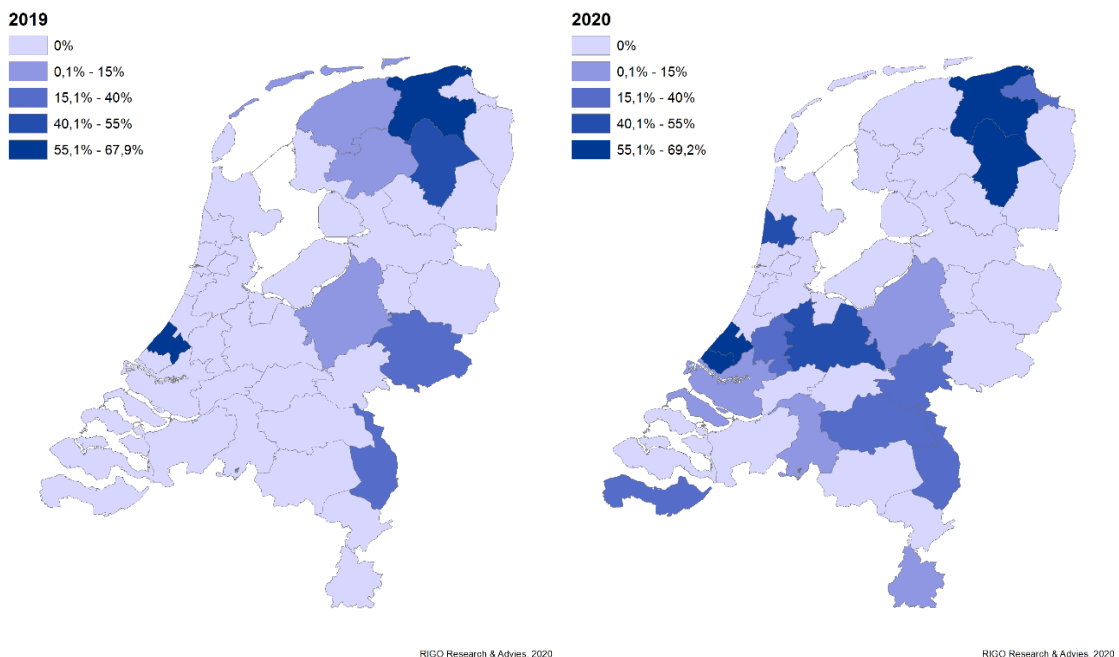 2019
0%
0,1% - 15%
15,1% - 40%
40,1% - 55%
55,1% - 67,9%
RIGO Research & Advies, 2020
2020
0%
0,1% - 15%
15,1% - 40%
40,1% - 55%
55,1% - 69,2%
RIGO Research & Advies, 2020